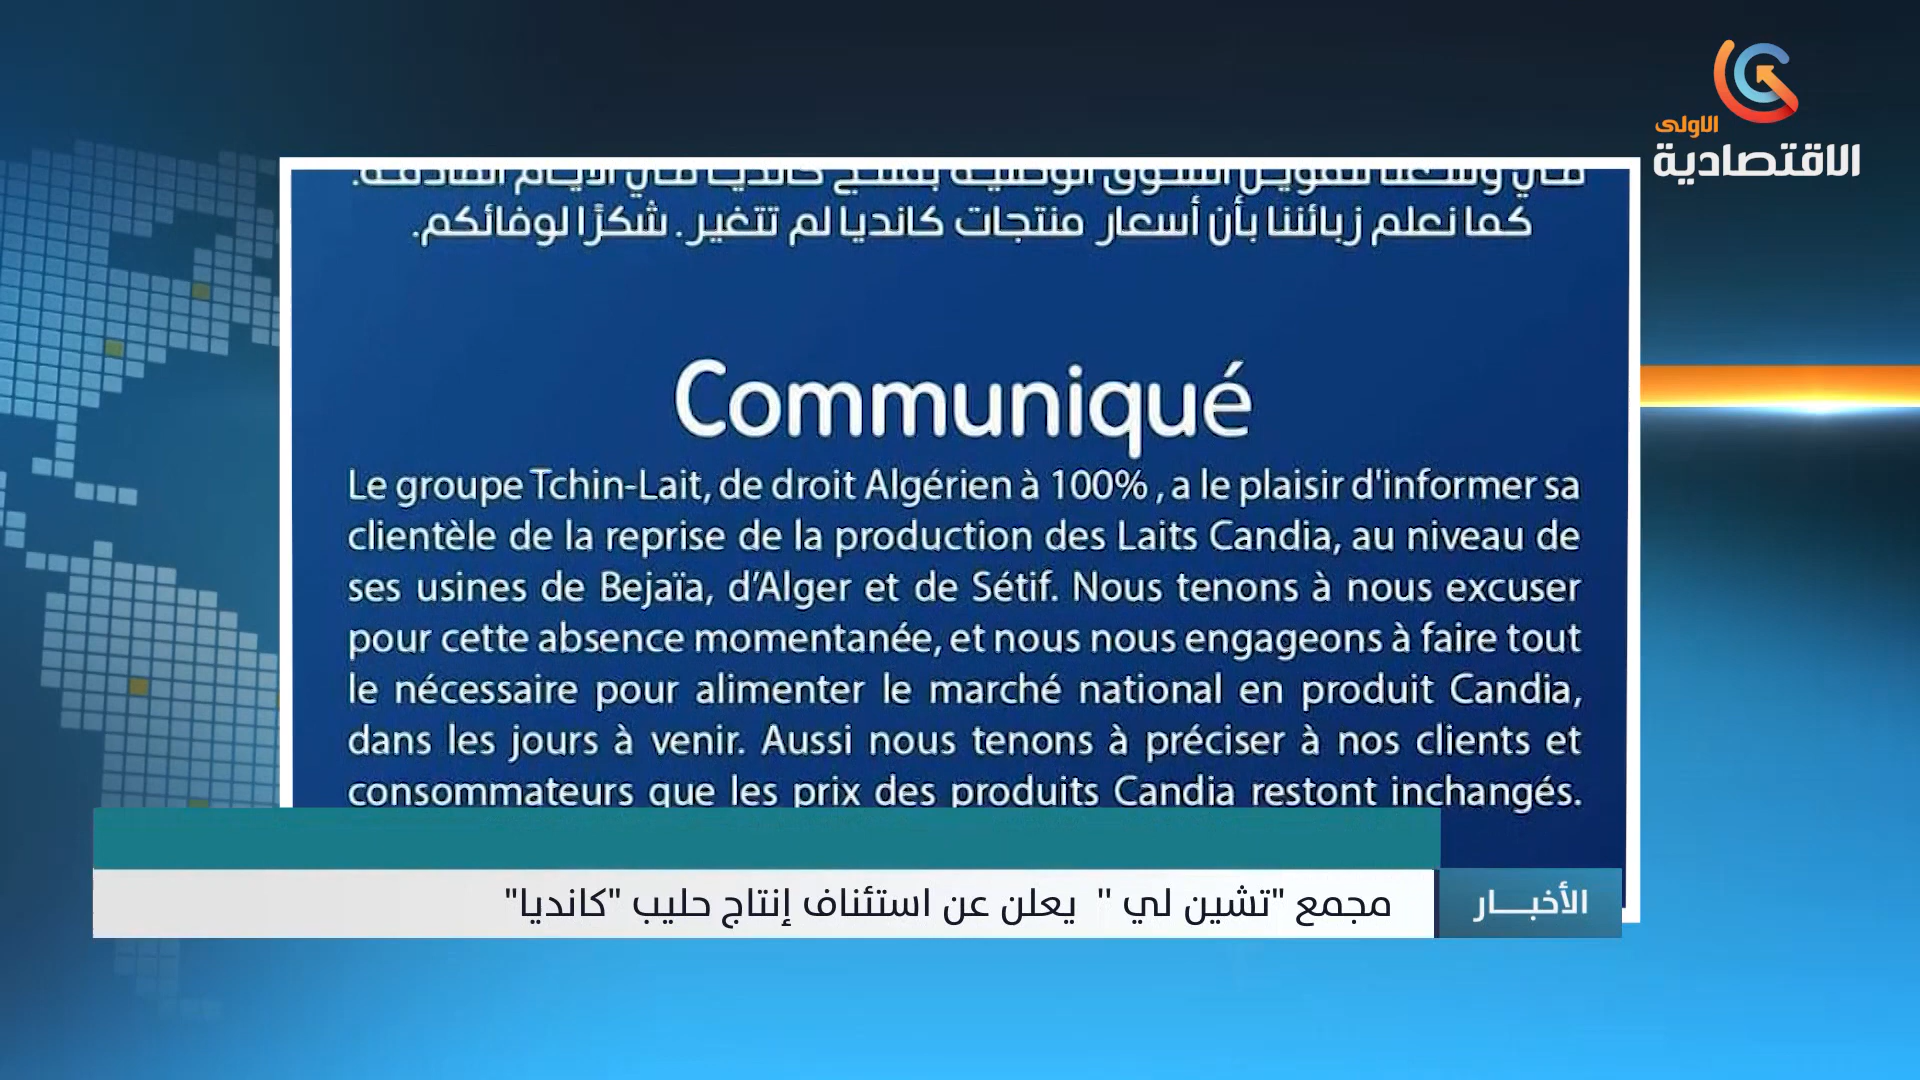 الاولى
الاقتصادية
كما نعلم زبائننا بأن أسعار منتجات كانديا لم تتغير. شكرًا لوفائكم.
Communiqué
Le groupe Tchin-Lait, de droit Algérien à 100% , a le plaisir d'informer sa
clientèle de la reprise de la production des Laits Candia, au niveau de
ses usines de Bejaïa, d’Alger et de Sétif. Nous tenons à nous excuser
pour cette absence momentanée, et nous nous engageons à faire tout
le nécessaire pour alimenter le marché national en produit Candia,
dans les jours à venir. Aussi nous tenons à préciser à nos clients et
consommateurs que les prix des produits Candia restont inchangés.
الأخبـــار
مجمع "تشين لي " يعلن عن استئناف إنتاج حليب "كانديا"